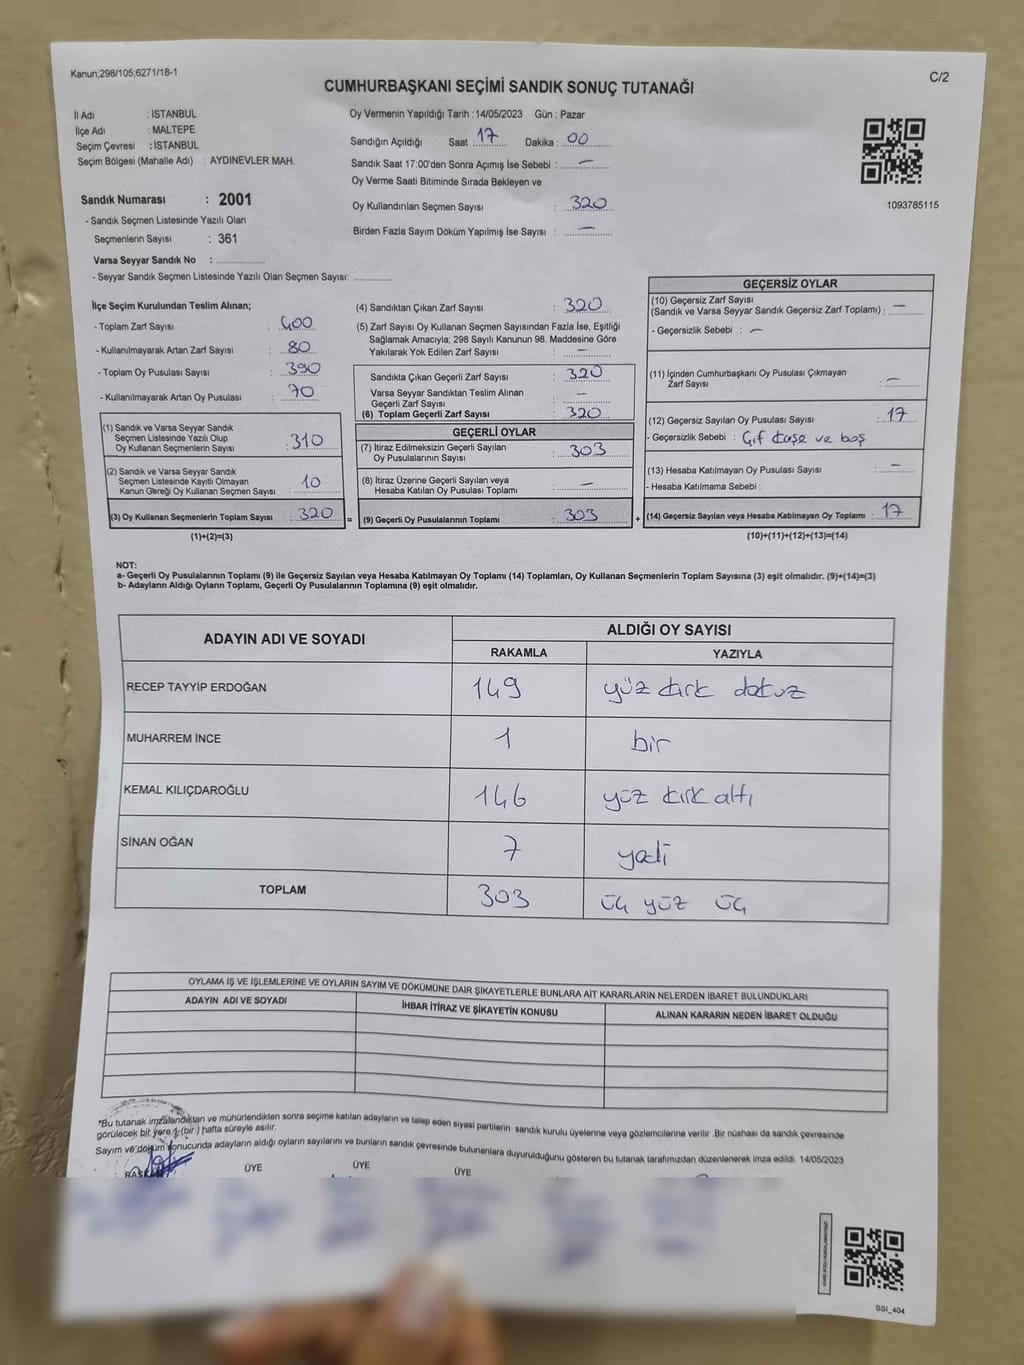 Kanun;298/105;6271/18-1
C/2
CUMHURBAŞKANI SEÇİMİ SANDIK SONUÇ TUTANAĞI
İl Adı : İSTANBUL
İlçe Adı : MALTEPE
Seçim Çevresi : İSTANBUL
Seçim Bölgesi (Mahalle Adı) : AYDINEVLER MAH.
Oy Vermenin Yapıldığı Tarih : 14/05/2023 Gün : Pazar
Sandığın Açıldığı Saat 17 Dakika : 00
Sandık Saat 17:00'den Sonra Açımış İse Sebebi : —
Oy Verme Saati Bitiminde Sırada Bekleyen ve
Oy Kullandırılan Seçmen Sayısı : 320
Birden Fazla Sayım Döküm Yapılmış İse Sayısı : —
1093785115
Sandık Numarası : 2001
- Sandık Seçmen Listesinde Yazılı Olan
Seçmenlerin Sayısı : 361
Varsa Seyyar Sandık No : ................
- Seyyar Sandık Seçmen Listesinde Yazılı Olan Seçmen Sayısı: ............
İlçe Seçim Kurulundan Teslim Alınan;
- Toplam Zarf Sayısı : 400
- Kullanılmayarak Artan Zarf Sayısı : 80
- Toplam Oy Pusulası Sayısı : 390
- Kullanılmayarak Artan Oy Pusulası : 70
(1) Sandık ve Varsa Seyyar Sandık
Seçmen Listesinde Yazılı Olup
Oy Kullanan Seçmenlerin Sayısı : 310
(2) Sandık ve Varsa Seyyar Sandık
Seçmen Listesinde Kayıtlı Olmayan
Kanun Gereği Oy Kullanan Seçmen Sayısı : 10
(3) Oy Kullanan Seçmenlerin Toplam Sayısı : 320
(1)+(2)=(3)
(4) Sandıktan Çıkan Zarf Sayısı : 320
(5) Zarf Sayısı Oy Kullanan Seçmen Sayısından Fazla İse, Eşitliği
Sağlamak Amacıyla; 298 Sayılı Kanunun 98. Maddesine Göre
Yakılarak Yok Edilen Zarf Sayısı : —
Sandıkta Çıkan Geçerli Zarf Sayısı : 320
Varsa Seyyar Sandıktan Teslim Alınan
Geçerli Zarf Sayısı : —
(6) Toplam Geçerli Zarf Sayısı : 320
GEÇERLİ OYLAR
(7) İtiraz Edilmeksizin Geçerli Sayılan
Oy Pusulalarının Sayısı : 303
(8) İtiraz Üzerine Geçerli Sayılan veya
Hesaba Katılan Oy Pusulası Toplamı : —
= (9) Geçerli Oy Pusulalarının Toplamı : 303
GEÇERSİZ OYLAR
(10) Geçersiz Zarf Sayısı
(Sandık ve Varsa Seyyar Sandık Geçersiz Zarf Toplamı) : —
- Geçersizlik Sebebi : —
(11) İçinden Cumhurbaşkanı Oy Pusulası Çıkmayan
Zarf Sayısı : —
(12) Geçersiz Sayılan Oy Pusulası Sayısı : 17
- Geçersizlik Sebebi : Çif kaşe ve boş
(13) Hesaba Katılmayan Oy Pusulası Sayısı : —
- Hesaba Katılmama Sebebi :
+ (14) Geçersiz Sayılan veya Hesaba Katılmayan Oy Toplamı : 17
(10)+(11)+(12)+(13)=(14)
NOT:
a- Geçerli Oy Pusulalarının Toplamı (9) ile Geçersiz Sayılan veya Hesaba Katılmayan Oy Toplamı (14) Toplamları, Oy Kullanan Seçmenlerin Toplam Sayısına (3) eşit olmalıdır. (9)+(14)=(3)
b- Adayların Aldığı Oyların Toplamı, Geçerli Oy Pusulalarının Toplamına (9) eşit olmalıdır.
ADAYIN ADI VE SOYADI ALDIĞI OY SAYISI
RAKAMLA YAZIYLA
RECEP TAYYİP ERDOĞAN 149 yüz kırk dokuz
MUHARREM İNCE 1 bir
KEMAL KILIÇDAROĞLU 146 yüz kırk altı
SİNAN OĞAN 7 yedi
TOPLAM 303 üç yüz üç
OYLAMA İŞ VE İŞLEMLERİNE VE OYLARIN SAYIM VE DÖKÜMÜNE DAİR ŞİKAYETLERLE BUNLARA AİT KARARLARIN NELERDEN İBARET BULUNDUKLARI
ADAYIN ADI VE SOYADI İHBAR İTİRAZ VE ŞİKAYETİN KONUSU ALINAN KARARIN NEDEN İBARET OLDUĞU
*Bu tutanak imzalandıktan ve mühürlendikten sonra seçime katılan adayların ve talep eden siyasi partilerin sandık kurulu üyelerine veya gözlemcilerine verilir .Bir nüshası da sandık çevresinde
görülecek bir yere 1 (bir ) hafta süreyle asılır.
Sayım ve döküm sonucunda adayların aldığı oyların sayılarını ve bunların sandık çevresinde bulunanlara duyurulduğunu gösteren bu tutanak tarafımızdan düzenlenerek imza edildi. 14/05/2023
BAŞKAN ÜYE ÜYE ÜYE
SSI_404